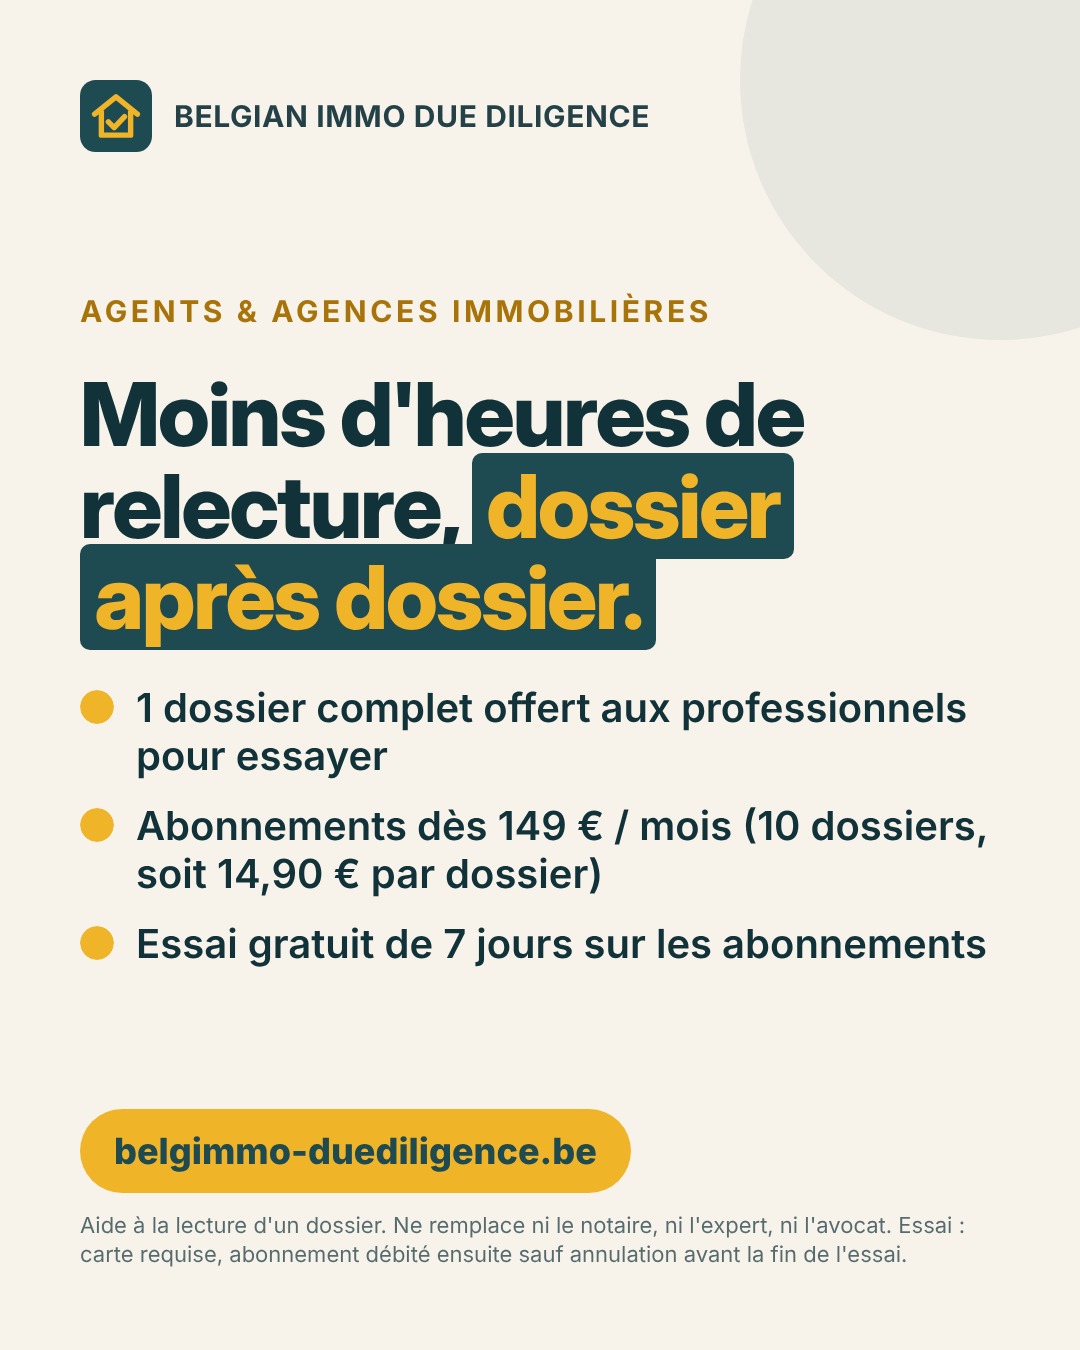 BELGIAN IMMO DUE DILIGENCE
AGENTS & AGENCES IMMOBILIÈRES
Moins d'heures de
relecture, dossier
après dossier.
1 dossier complet offert aux professionnels
pour essayer
Abonnements dès 149 € / mois (10 dossiers,
soit 14,90 € par dossier)
Essai gratuit de 7 jours sur les abonnements
belgimmo-duediligence.be
Aide à la lecture d'un dossier. Ne remplace ni le notaire, ni l'expert, ni l'avocat. Essai :
carte requise, abonnement débité ensuite sauf annulation avant la fin de l'essai.